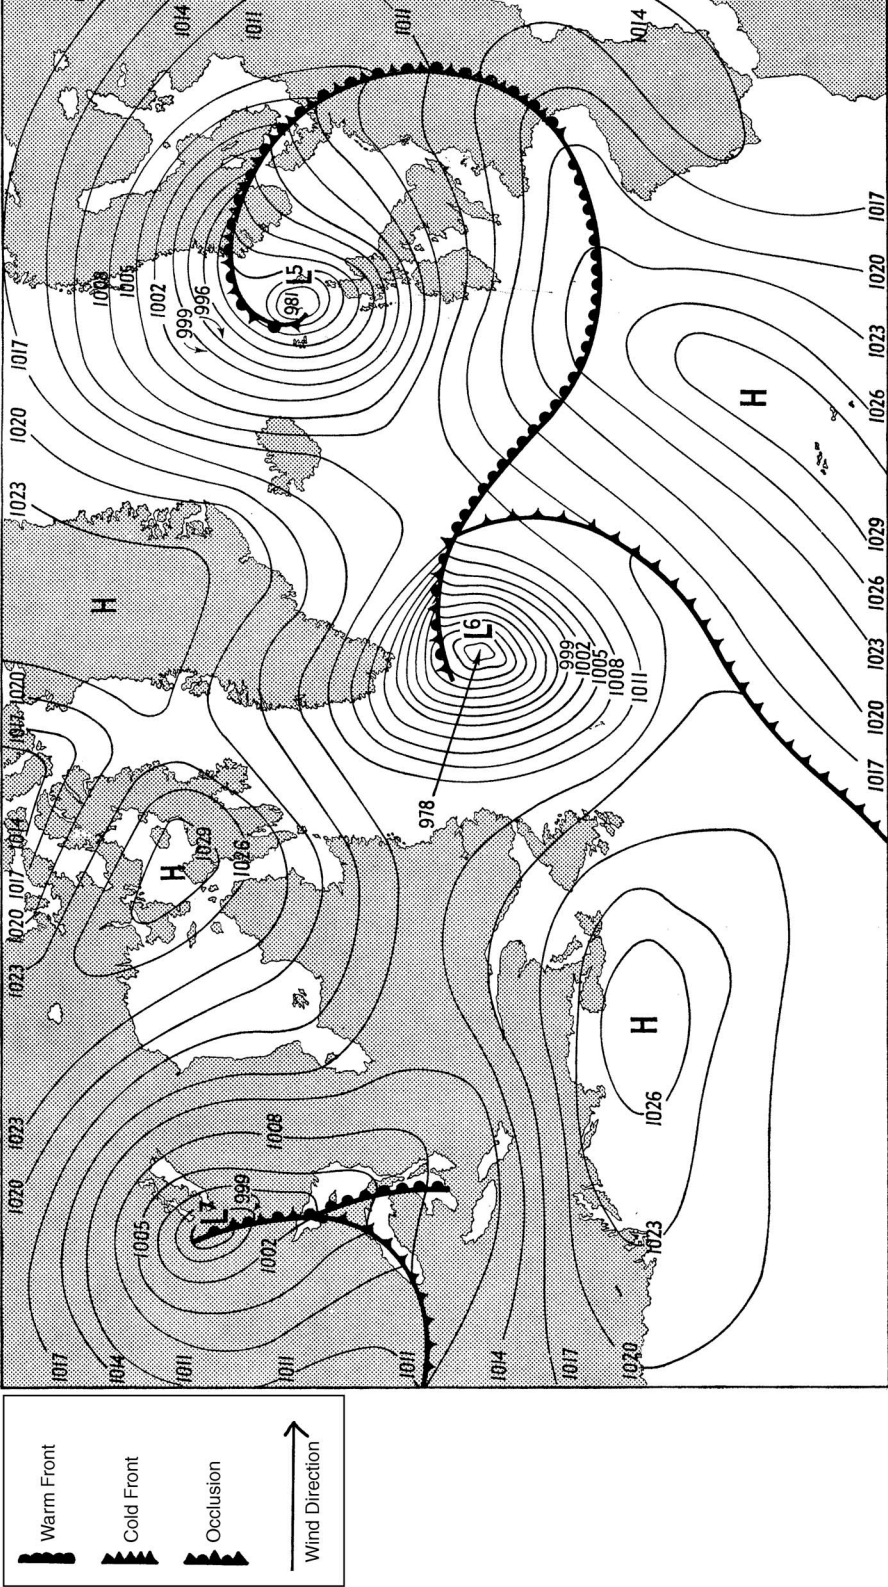 Warm Front
Cold Front
Occlusion
Wind Direction
1020 1023 1023 1020 1017 1014 1017 1020 1023 1020 1017
1017
H 1008
1014
1005
1005
1002
H
1011 999 1014
1029 996
L7
999 1026 1011
1002
1008
1011
981
L5
1011 1011
978
L6
1014
999
1017
1002
1005
1008
1020
1011 1014
H
1023 1026
H
1017 1020 1023 1026 1029 1026 1023 1020 1017